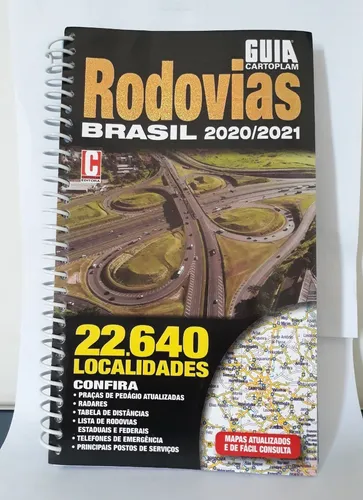 GUIA
CARTOPLAM
Rodovias
BRASIL 2020/2021
C
22.640
LOCALIDADES
CONFIRA
• PRAÇAS DE PEDÁGIO ATUALIZADAS
• RADARES
• TABELA DE DISTÂNCIAS
• LISTA DE RODOVIAS
ESTADUAIS E FEDERAIS
• TELEFONES DE EMERGÊNCIA
• PRINCIPAIS POSTOS DE SERVIÇOS
MAPAS ATUALIZADOS
E DE FÁCIL CONSULTA